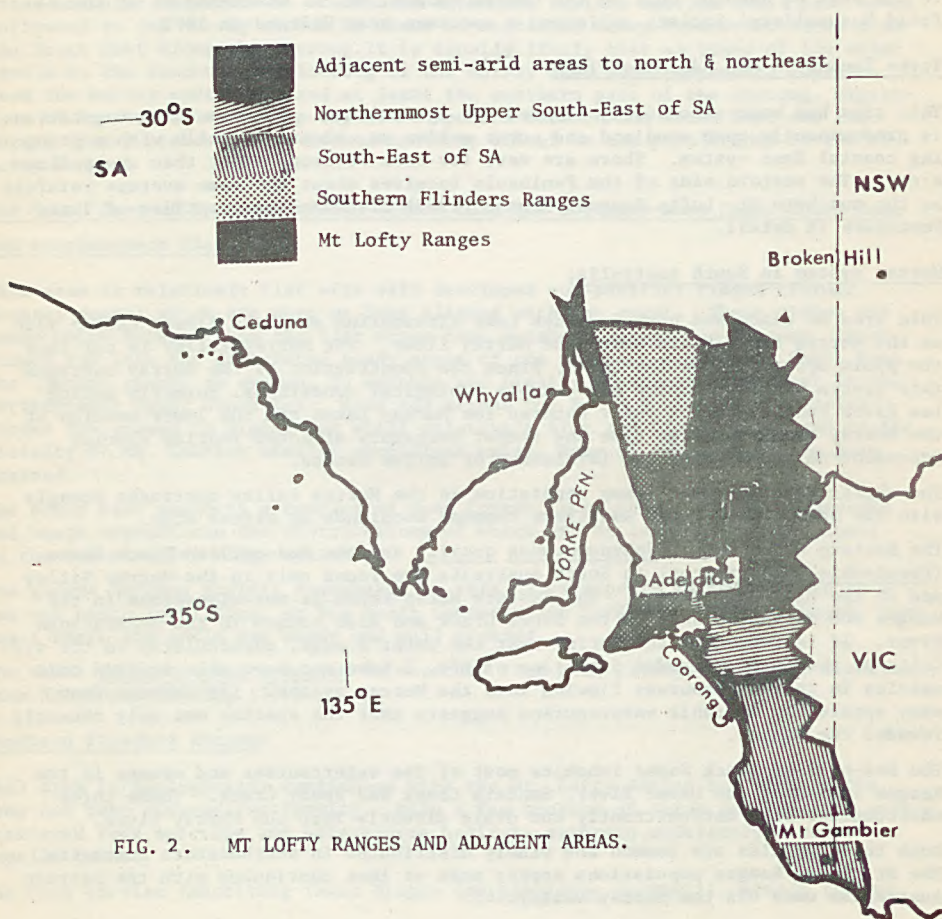 Adjacent semi-arid areas to north & northeast
30°S
Northernmost Upper South-East of SA
SA
South-East of SA
NSW
Southern Flinders Ranges
Mt Lofty Ranges
Broken Hill
Ceduna
Whyalla
YORKE PEN.
Adelaide
35°S
Coorong
VIC
135°E
Mt Gambier
FIG. 2. MT LOFTY RANGES AND ADJACENT AREAS.